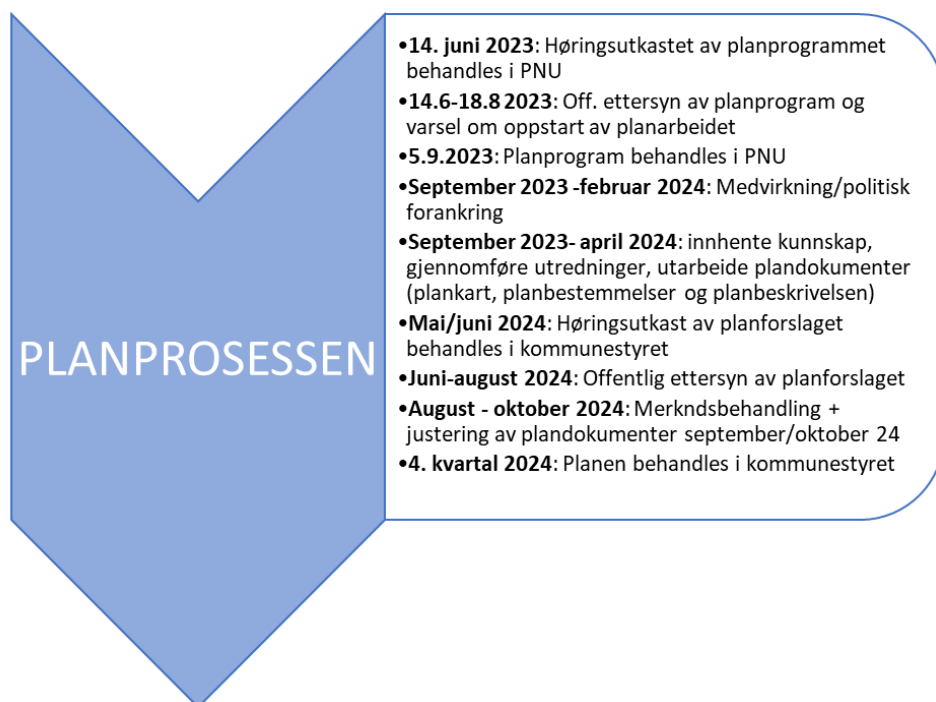 PLANPROSESSEN
•14. juni 2023: Høringsutkastet av planprogrammet
behandles i PNU
•14.6-18.8 2023: Off. ettersyn av planprogram og
varsel om oppstart av planarbeidet
•5.9.2023: Planprogram behandles i PNU
•September 2023 -februar 2024: Medvirkning/politisk
forankring
•September 2023- april 2024: innhente kunnskap,
gjennomføre utredninger, utarbeide plandokumenter
(plankart, planbestemmelser og planbeskrivelsen)
•Mai/juni 2024: Høringsutkast av planforslaget
behandles i kommunestyret
•Juni-august 2024: Offentlig ettersyn av planforslaget
•August - oktober 2024: Merkndsbehandling +
justering av plandokumenter september/oktober 24
•4. kvartal 2024: Planen behandles i kommunestyret